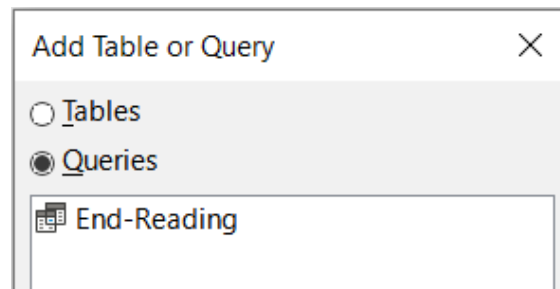 Add Table or Query
Tables
Queries
End-Reading